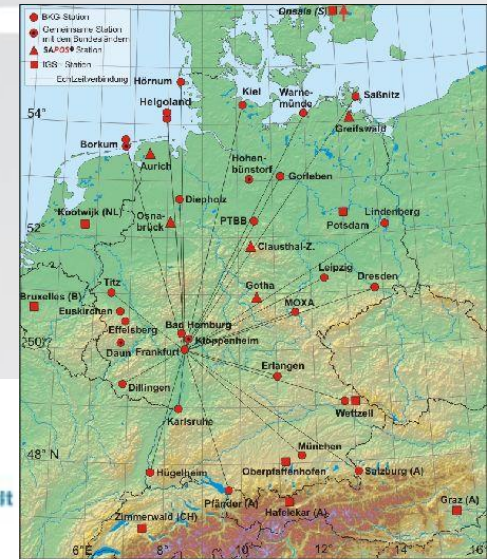 BKG-Station
Gemeinsame Station
mit den Bundesländern
SAPOS® Station
IGS - Station
Echtzeitverbindung
Onsala (S)
54°
52°
50°
48° N
6°E
8°
10°
12°
14°
16°
Hörnum
Helgoland
Kiel
Warne-
münde
Saßnitz
Greifswald
Borkum
Aurich
Hohen-
bünstorf
Gorleben
Diepholz
Kootwijk (NL)
Osna-
brück
PTBB
Potsdam
Lindenberg
Clausthal-Z.
Titz
Gotha
Leipzig
Dresden
Bruxelles (B)
Euskirchen
MOXA
Effelsberg
Bad Homburg
Kloppenheim
Daun
Frankfurt
Dillingen
Erlangen
Wettzell
Karlsruhe
München
Hügelheim
Oberpfaffenhofen
Salzburg (A)
Pfänder (A)
Hafelekar (A)
Graz (A)
Zimmerwald (CH)